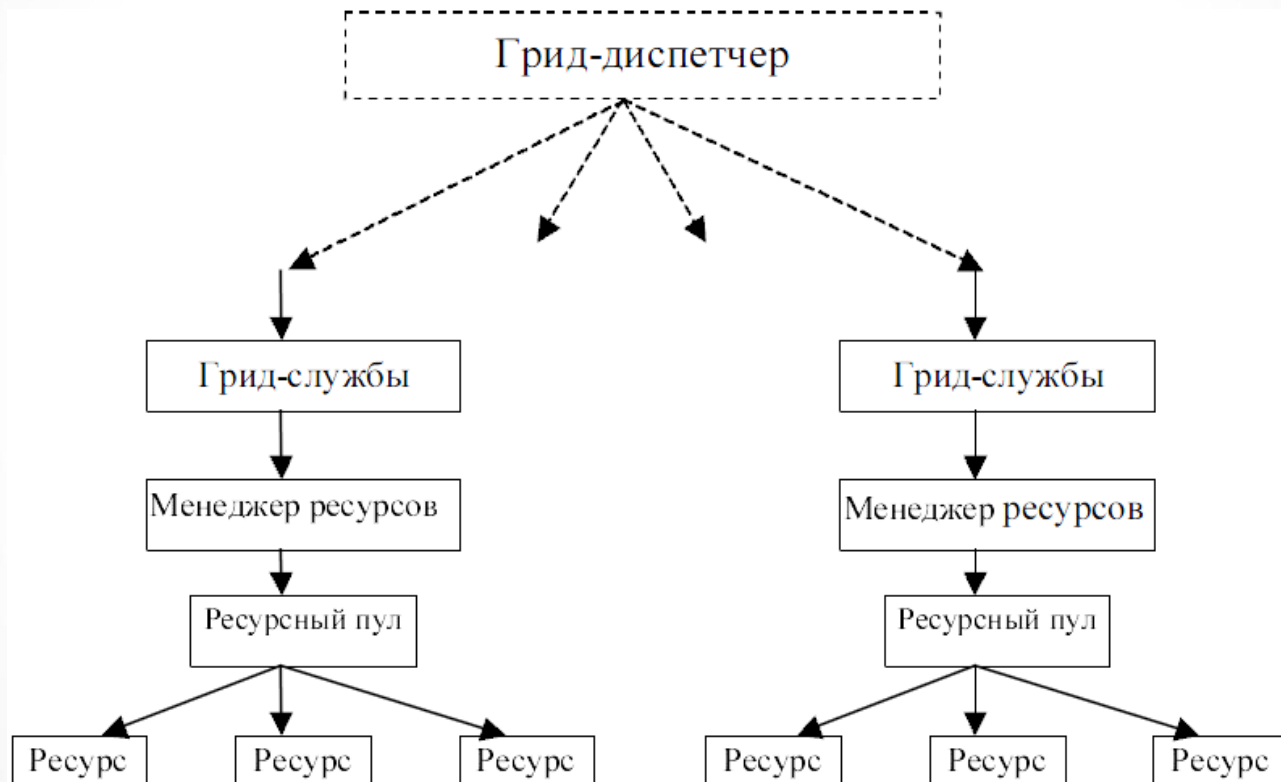 Грид-диспетчер
Грид-службы
Грид-службы
Менеджер ресурсов
Менеджер ресурсов
Ресурсный пул
Ресурсный пул
Ресурс
Ресурс
Ресурс
Ресурс
Ресурс
Ресурс